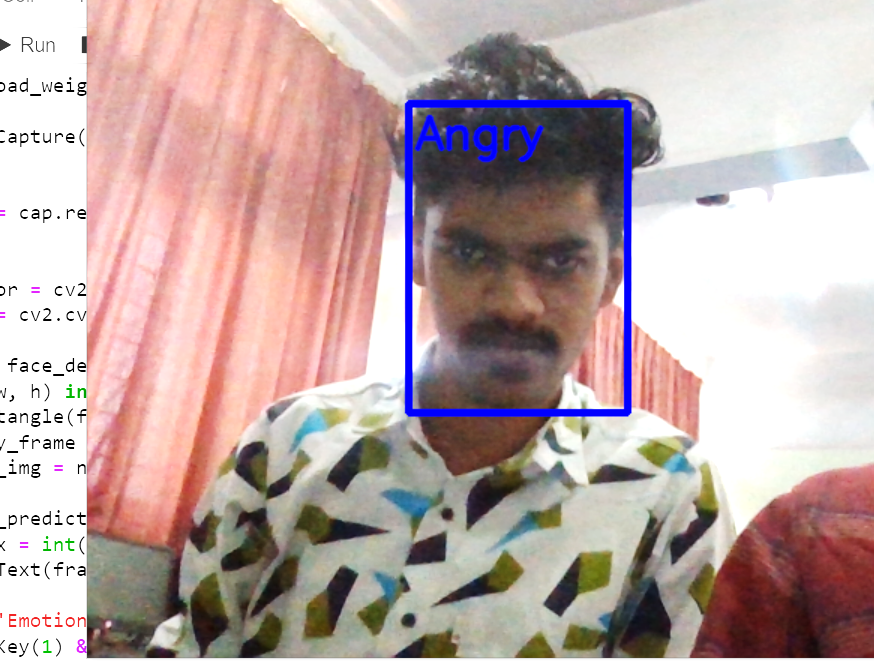 Run
oad_weig
Capture(
= cap.re
or = cv2
= cv2.cv
face_de
w, h) in
tangle(f
y_frame
_img = n
_predict
x = int(
Text(fra
'Emotion
Key(1) &
Angry